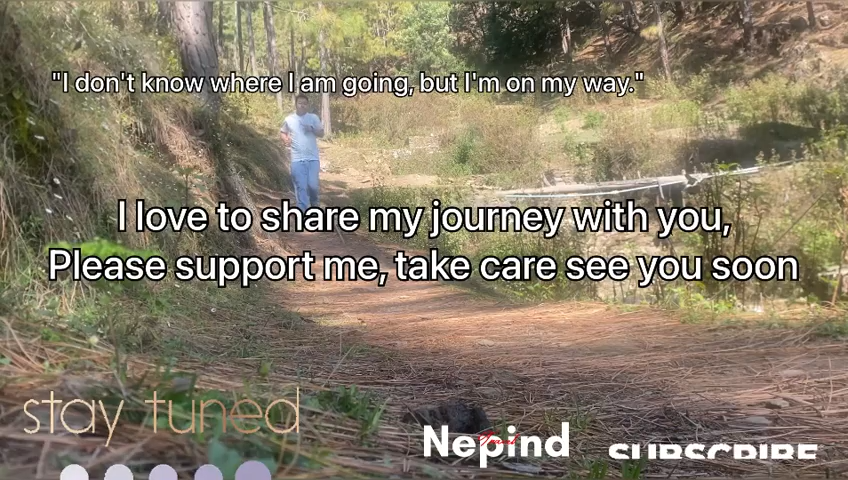 "I don't know where I am going, but I'm on my way."
I love to share my journey with you,
Please support me, take care see you soon
stay tuned
Nepind
SUBSCRIBE